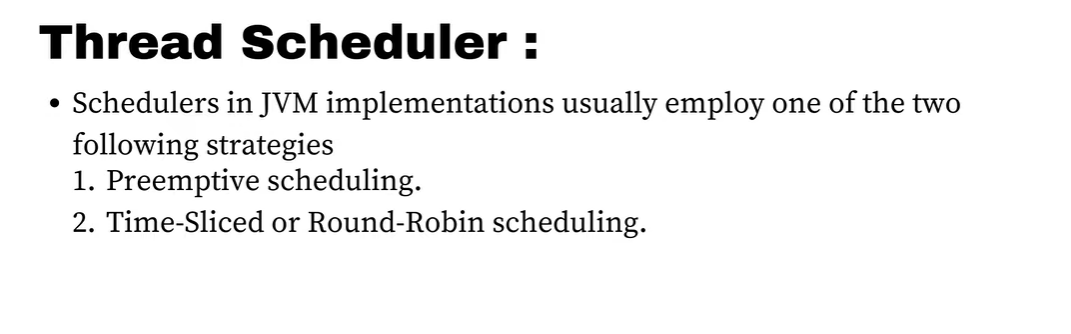 Thread Scheduler :
• Schedulers in JVM implementations usually employ one of the two
following strategies
1. Preemptive scheduling.
2. Time-Sliced or Round-Robin scheduling.